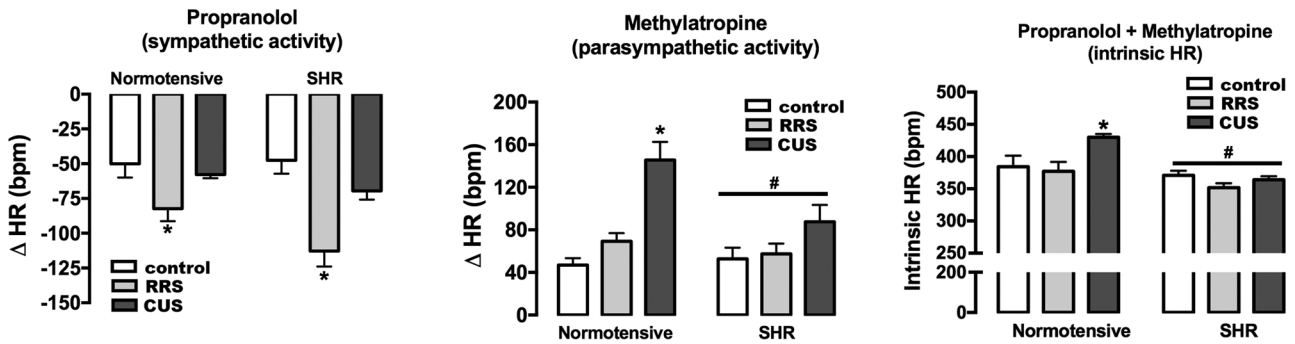 Propranolol
(sympathetic activity)
Normotensive
SHR
0
-25
-50
-75
-100
-125
-150
Δ HR (bpm)
*
*
control
RRS
CUS
Methylatropine
(parasympathetic activity)
200
160
120
80
40
0
Δ HR (bpm)
*
#
control
RRS
CUS
Normotensive
SHR
Propranolol + Methylatropine
(intrinsic HR)
500
450
400
350
300
250
200
0
Intrinsic HR (bpm)
*
#
control
RRS
CUS
Normotensive
SHR